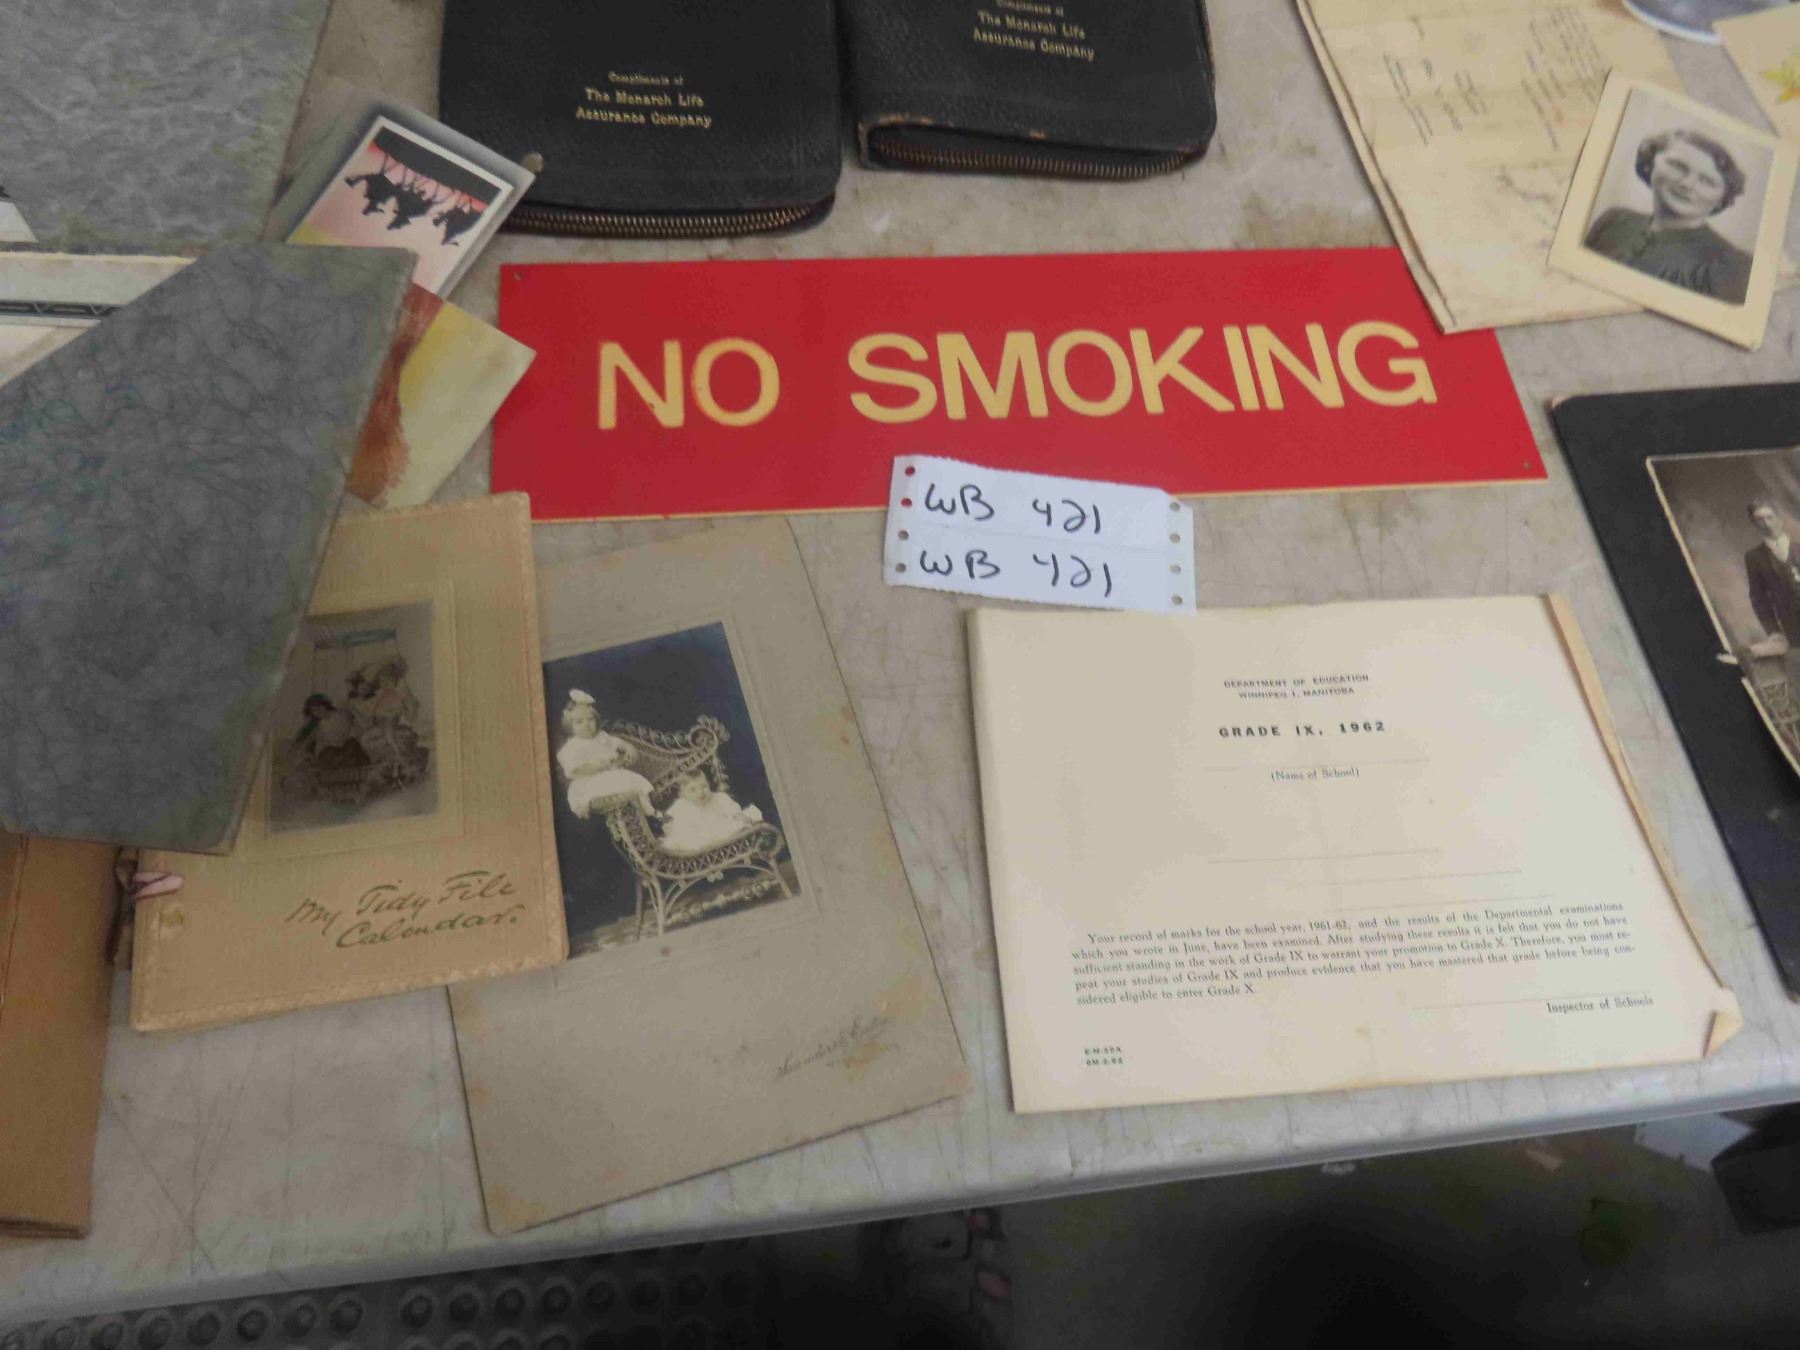 Compliments of
The Monarch Life
Assurance Company
Compliments of
The Monarch Life
Assurance Company
NO SMOKING
WB 421
WB 421
My Tidy File
Calendar.
DEPARTMENT OF EDUCATION
WINNIPEG 1, MANITOBA
GRADE IX, 1962
(Name of School)
Your record of marks for the school year, 1961-62, and the results of the Departmental examinations
which you wrote in June, have been examined. After studying these results it is felt that you do not have
sufficient standing in the work of Grade IX to warrant your promotion to Grade X. Therefore, you must re-
peat your studies of Grade IX and produce evidence that you have mastered that grade before being con-
sidered eligible to enter Grade X.
Inspector of Schools